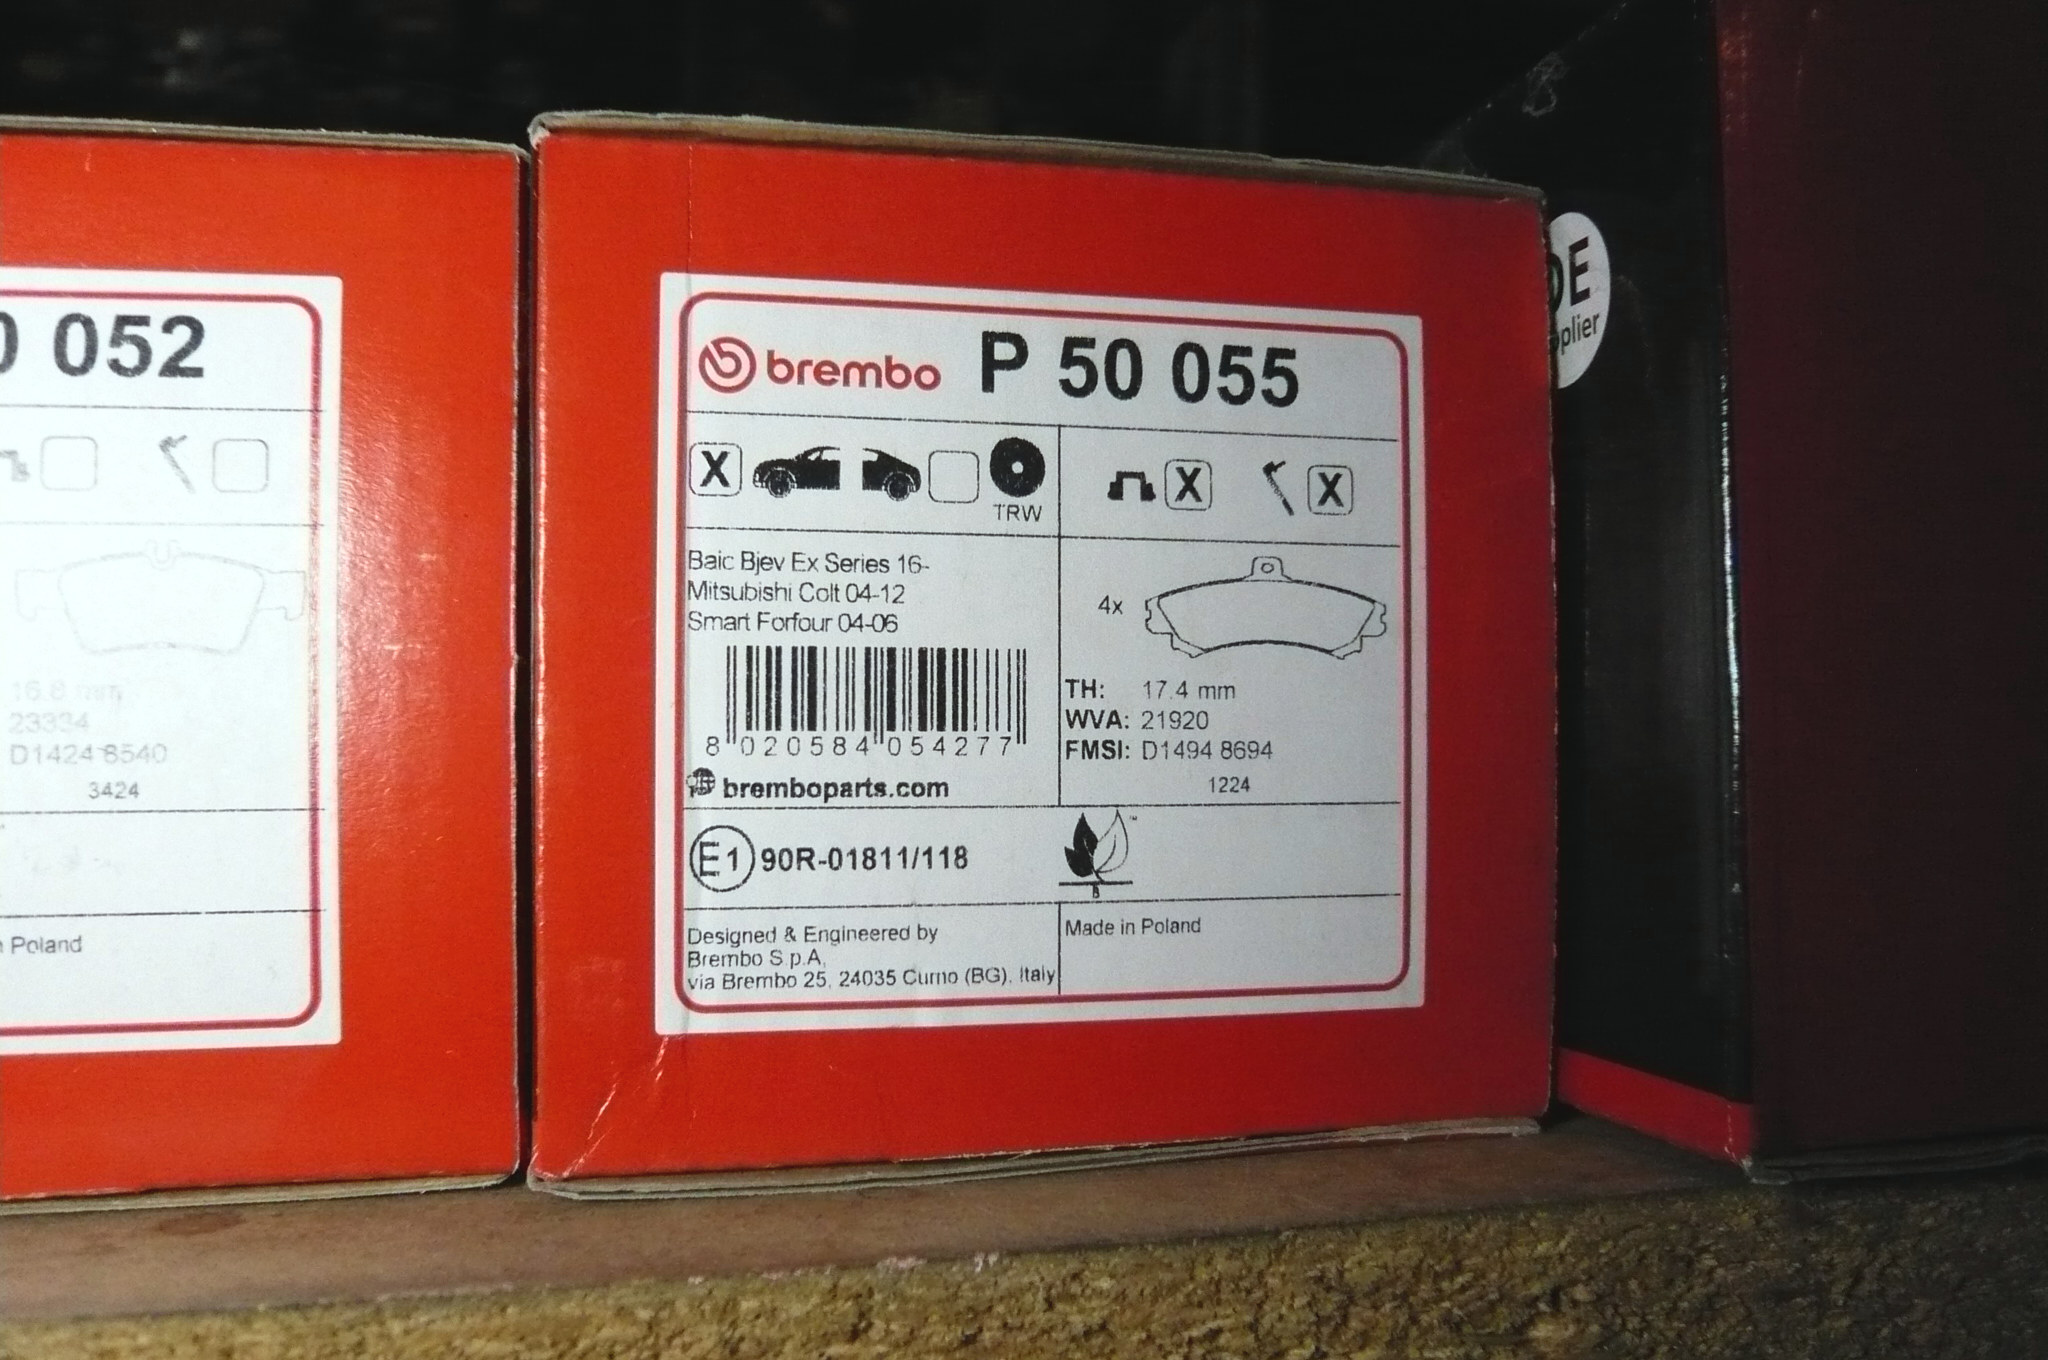 052
16.8 mm
23334
D1424 8540
3424
Poland
brembo P 50 055
X
TRW
X X
Baic Bjev Ex Series 16-
Mitsubishi Colt 04-12
Smart Forfour 04-06
8 020584 054277
bremboparts.com
4x
TH: 17.4 mm
WVA: 21920
FMSI: D1494 8694
1224
E1 90R-01811/118
™
B
Designed & Engineered by
Brembo S.p.A.
via Brembo 25, 24035 Curno (BG), Italy
Made in Poland